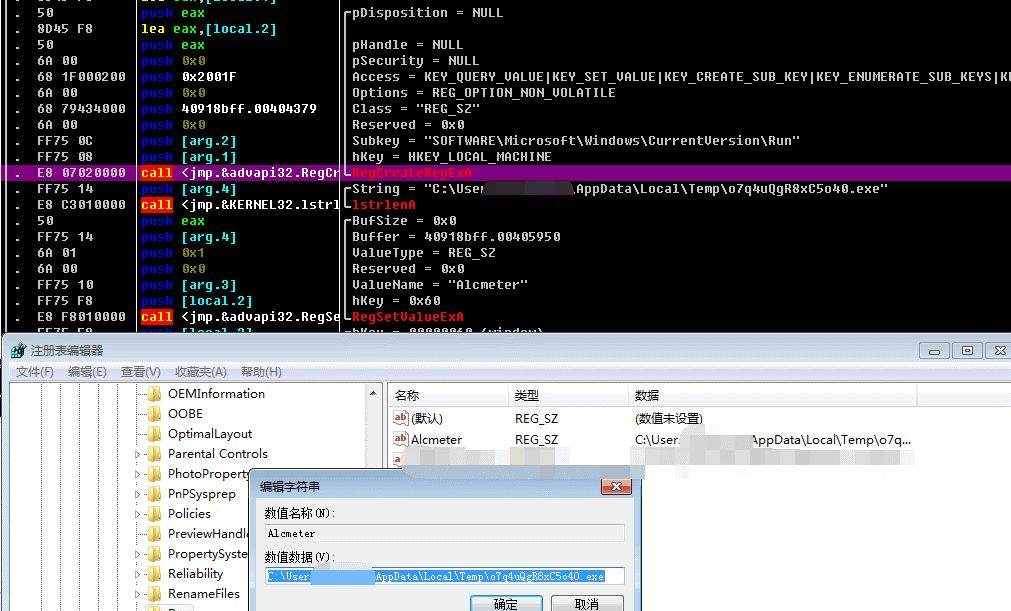 . 50 push eax pDisposition = NULL
. 8D45 F8 lea eax,[local.2]
. 50 push eax pHandle = NULL
. 6A 00 push 0x0 pSecurity = NULL
. 68 1F000200 push 0x2001F Access = KEY_QUERY_VALUE|KEY_SET_VALUE|KEY_CREATE_SUB_KEY|KEY_ENUMERATE_SUB_KEYS|
. 6A 00 push 0x0 Options = REG_OPTION_NON_VOLATILE
. 68 79434000 push 40918bff.00404379 Class = "REG_SZ"
. 6A 00 push 0x0 Reserved = 0x0
. FF75 0C push [arg.2] Subkey = "SOFTWARE\Microsoft\Windows\CurrentVersion\Run"
. FF75 08 push [arg.1] hKey = HKEY_LOCAL_MACHINE
. E8 07020000 call <jmp.&advapi32.RegCr RegCreateKeyExA
. FF75 14 push [arg.4] String = "C:\User \AppData\Local\Temp\o7q4uQgR8xC5o40.exe"
. E8 C3010000 call <jmp.&KERNEL32.lstrl lstrlenA
. 50 push eax BufSize = 0x0
. FF75 14 push [arg.4] Buffer = 40918bff.00405950
. 6A 01 push 0x1 ValueType = REG_SZ
. 6A 00 push 0x0 Reserved = 0x0
. FF75 10 push [arg.3] ValueName = "Alcmeter"
. FF75 F8 push [local.2] hKey = 0x60
. E8 F8010000 call <jmp.&advapi32.RegSe RegSetValueExA
注册表编辑器
文件(F) 编辑(E) 查看(V) 收藏夹(A) 帮助(H)
OEMInformation
OOBE
OptimalLayout
Parental Controls
PhotoProperty
PnPSysprep
Policies
PreviewHandl
PropertySyste
Reliability
RenameFiles
名称 类型 数据
ab (默认) REG_SZ (数值未设置)
ab Alcmeter REG_SZ C:\User AppData\Local\Temp\o7q...
编辑字符串
数值名称(N):
Alcmeter
数值数据(V):
C:\User AppData\Local\Temp\o7q4uQgR8xC5o40.exe
确定 取消